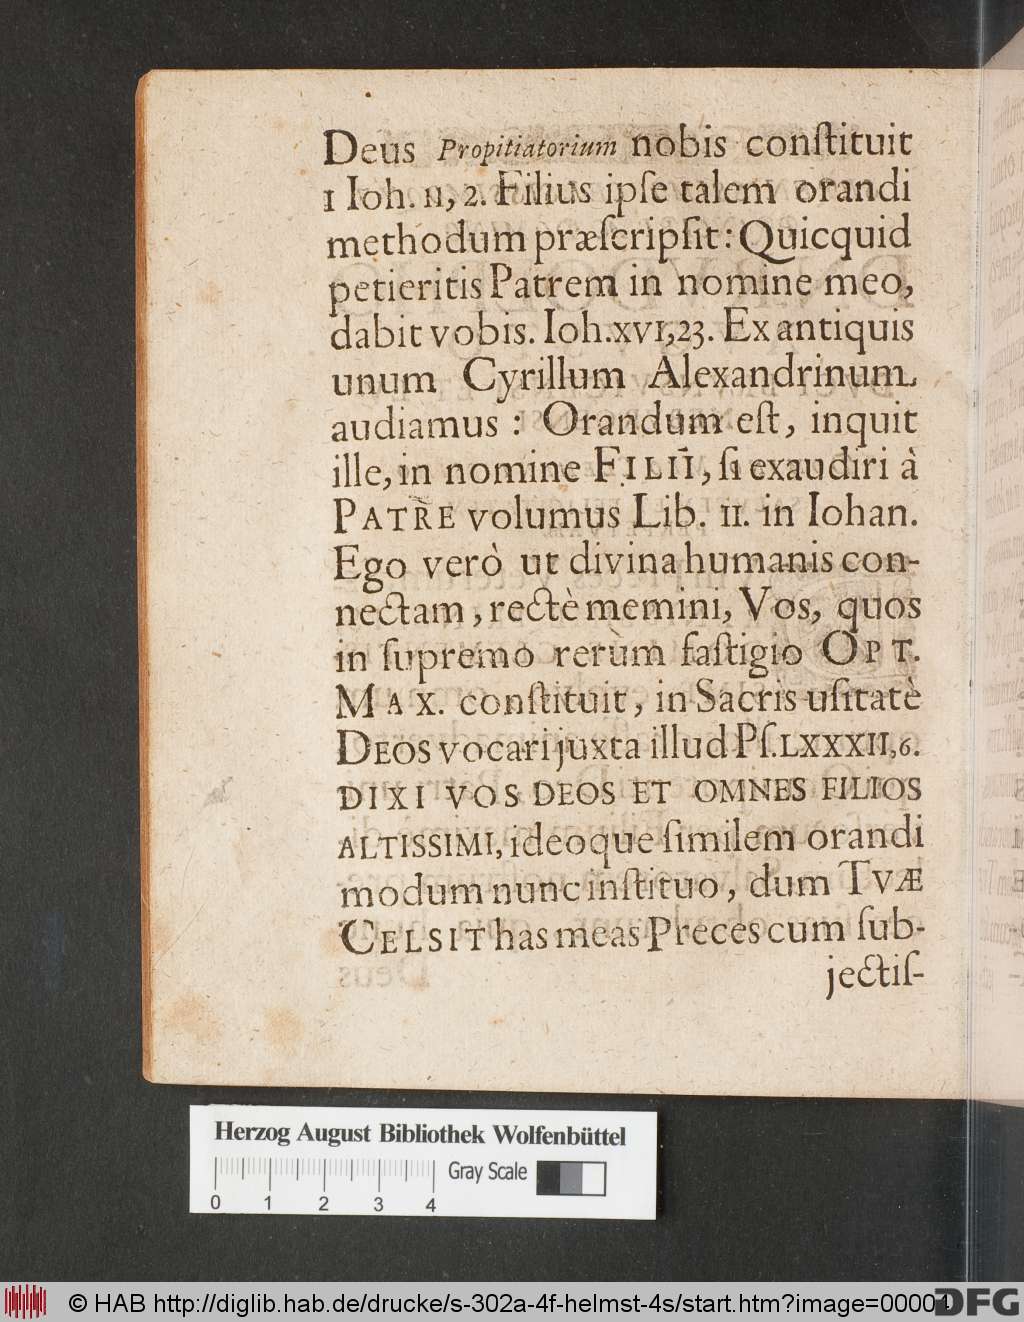 Deus Propitiatorium nobis conſtituit
1 Ioh. II, 2. Filius ipſe talem orandi
methodum præſcripſit: Quicquid
petieritis Patrem in nomine meo,
dabit vobis. Ioh. XVI, 23. Ex antiquis
unum Cyrillum Alexandrinum
audiamus : Orandum eſt, inquit
ille, in nomine FILII, ſi exaudiri à
PATRE volumus Lib. II. in Iohan.
Ego verò ut divina humanis con-
nectam, rectè memini, Vos, quos
in ſupremo rerùm faſtigio OPT.
MAX. conſtituit, in Sacris uſitatè
DEOS vocari juxta illud Pſ. LXXXII, 6.
DIXI VOS DEOS ET OMNES FILIOS
ALTISSIMI, ideoque ſimilem orandi
modum nunc inſtituo, dum TVÆ
CELSIT has meas Preces cum ſub-
jectiſ-
Herzog August Bibliothek Wolfenbüttel
Gray Scale
0 1 2 3 4
© HAB http://diglib.hab.de/drucke/s-302a-4f-helmst-4s/start.htm?image=00004
DFG